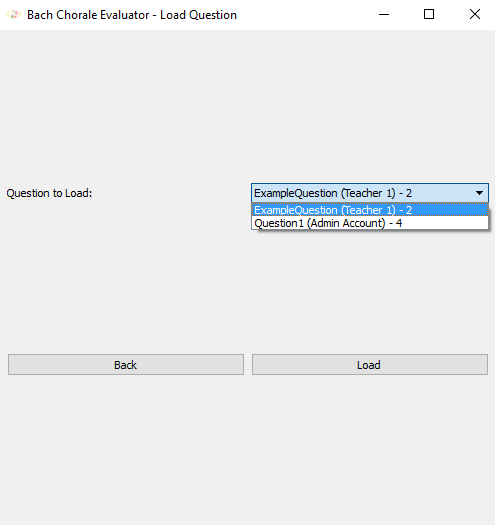 Bach Chorale Evaluator - Load Question
Question to Load:
ExampleQuestion (Teacher 1) - 2
ExampleQuestion (Teacher 1) - 2
Question1 (Admin Account) - 4
Back
Load